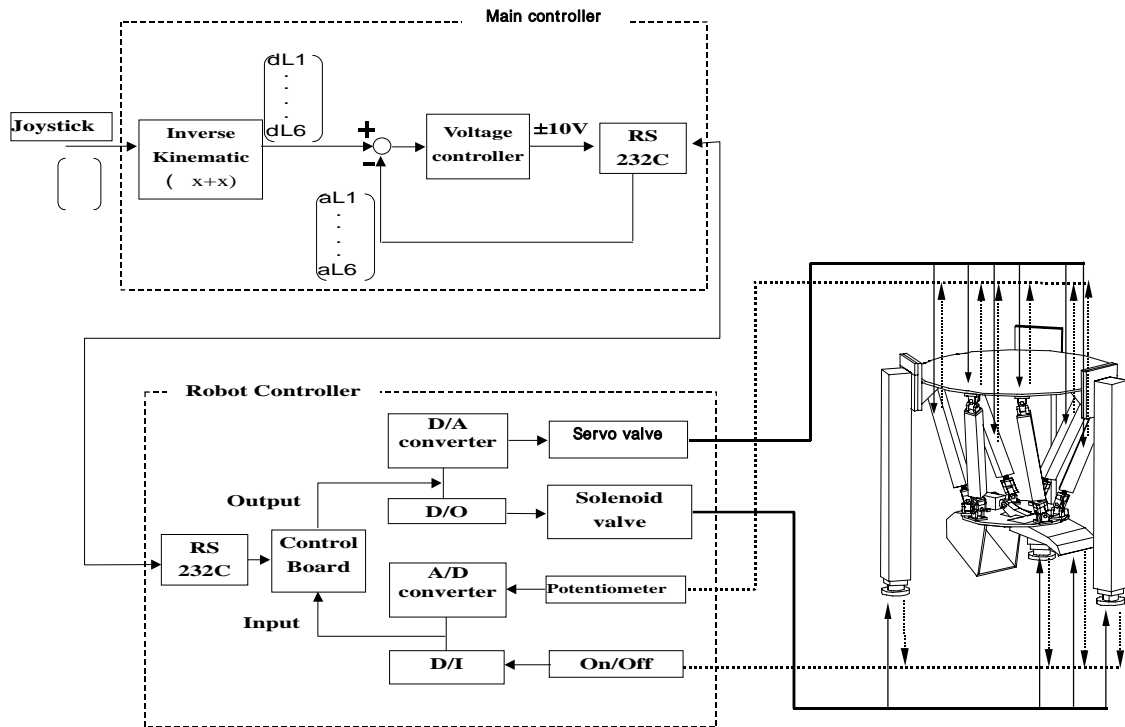 Main controller
dL1
.
.
.
.
dL6
Joystick
Inverse
Kinematic
( x+x)
+
−
Voltage
controller
±10V
RS
232C
aL1
.
.
.
.
aL6
Robot Controller
D/A
converter
Servo valve
Output
D/O
Solenoid
valve
RS
232C
Control
Board
A/D
converter
Potentiometer
Input
D/I
On/Off